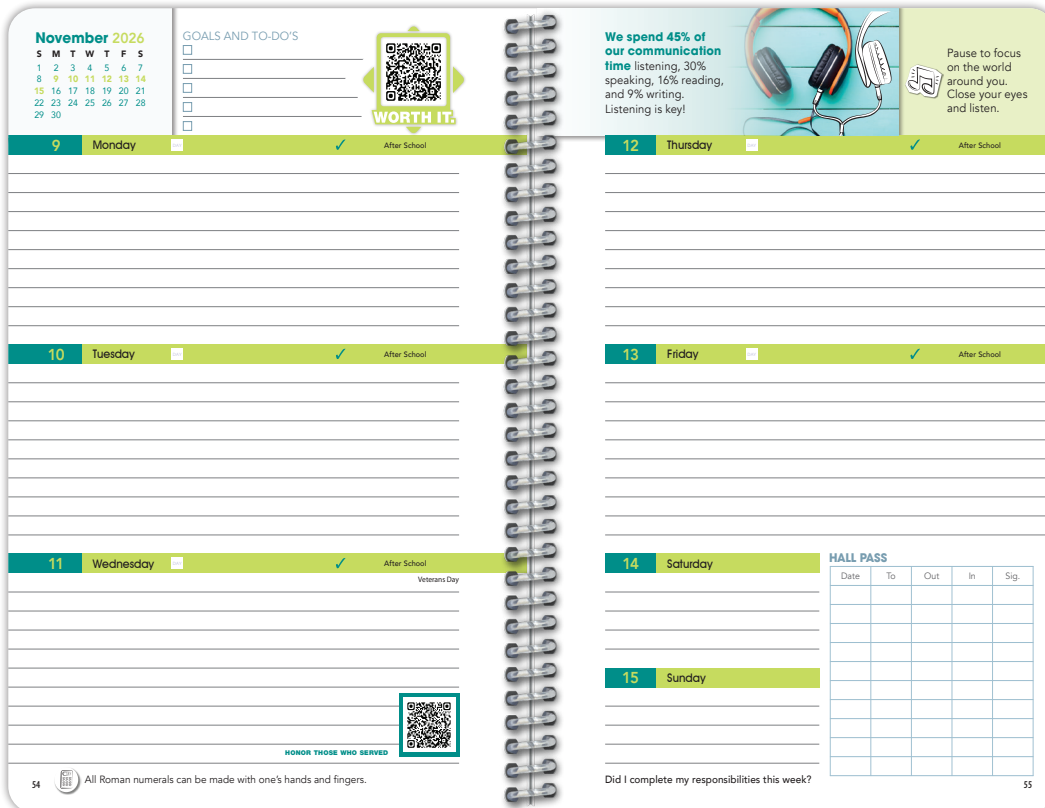 November 2026
S M T W T F S
1 2 3 4 5 6 7
8 9 10 11 12 13 14
15 16 17 18 19 20 21
22 23 24 25 26 27 28
29 30
GOALS AND TO-DO'S
WORTH IT.
9 Monday DAY ✓ After School
10 Tuesday DAY ✓ After School
11 Wednesday DAY ✓ After School
Veterans Day
HONOR THOSE WHO SERVED
54
All Roman numerals can be made with one's hands and fingers.
We spend 45% of
our communication
time listening, 30%
speaking, 16% reading,
and 9% writing.
Listening is key!
Pause to focus
on the world
around you.
Close your eyes
and listen.
12 Thursday DAY ✓ After School
13 Friday DAY ✓ After School
14 Saturday
15 Sunday
HALL PASS
Date To Out In Sig.
Did I complete my responsibilities this week?
55